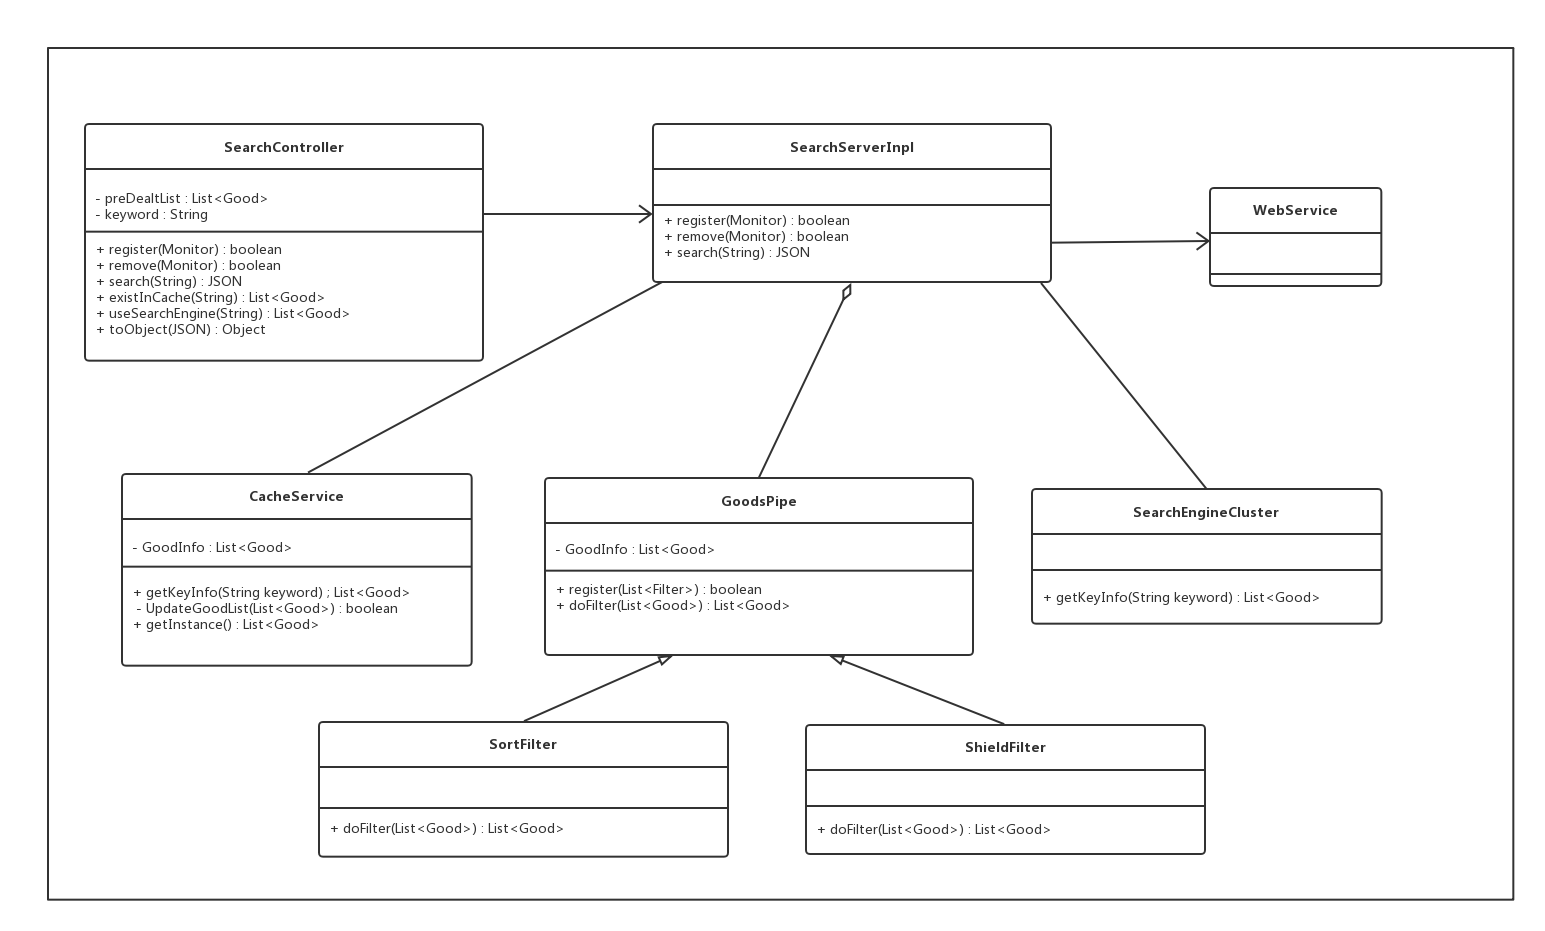 SearchController
- preDealtList : List<Good>
- keyword : String
+ register(Monitor) : boolean
+ remove(Monitor) : boolean
+ search(String) : JSON
+ existInCache(String) : List<Good>
+ useSearchEngine(String) : List<Good>
+ toObject(JSON) : Object
SearchServerInpl
+ register(Monitor) : boolean
+ remove(Monitor) : boolean
+ search(String) : JSON
WebService
CacheService
- GoodInfo : List<Good>
+ getKeyInfo(String keyword) ; List<Good>
- UpdateGoodList(List<Good>) : boolean
+ getInstance() : List<Good>
GoodsPipe
- GoodInfo : List<Good>
+ register(List<Filter>) : boolean
+ doFilter(List<Good>) : List<Good>
SearchEngineCluster
+ getKeyInfo(String keyword) : List<Good>
SortFilter
+ doFilter(List<Good>) : List<Good>
ShieldFilter
+ doFilter(List<Good>) : List<Good>